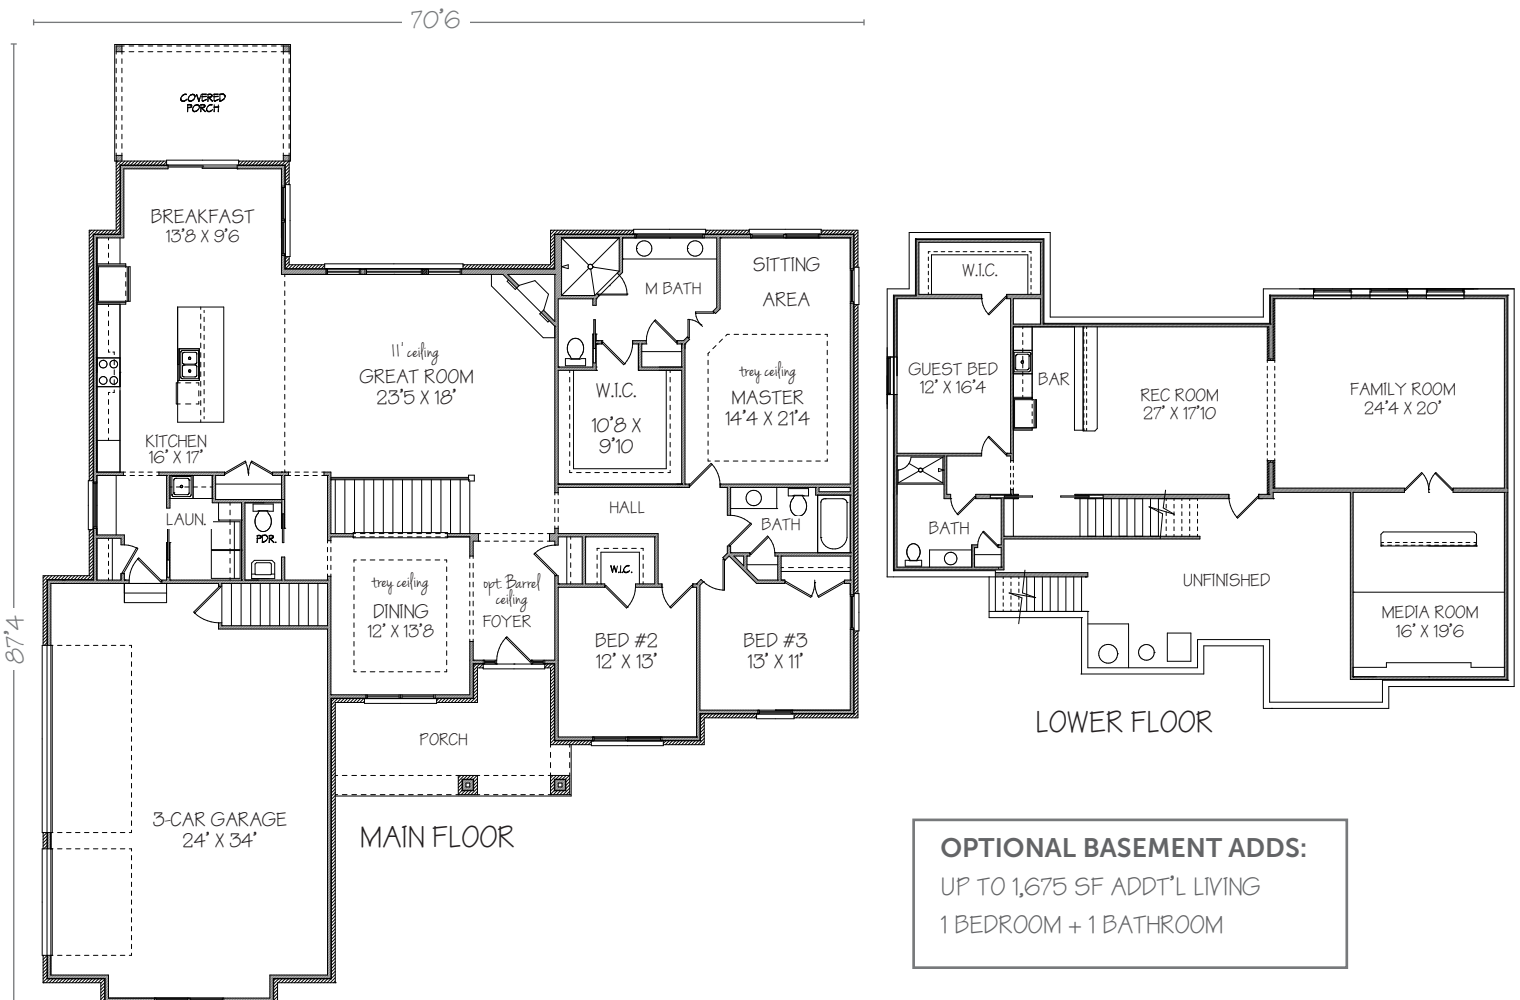 70'6
87'4
COVERED
PORCH
BREAKFAST
13'8 X 9'6
11' ceiling
GREAT ROOM
23'5 X 18'
KITCHEN
16' X 17'
LAUN.
PDR.
M BATH
SITTING
AREA
W.I.C.
10'8 X
9'10
trey ceiling
MASTER
14'4 X 21'4
HALL
BATH
W.I.C.
trey ceiling
DINING
12' X 13'8
opt. Barrel
ceiling
FOYER
BED #2
12' X 13'
BED #3
13' X 11'
PORCH
3-CAR GARAGE
24' X 34'
MAIN FLOOR
W.I.C.
GUEST BED
12' X 16'4
BAR
REC ROOM
27' X 17'10
FAMILY ROOM
24'4 X 20'
BATH
UNFINISHED
MEDIA ROOM
16' X 19'6
LOWER FLOOR
OPTIONAL BASEMENT ADDS:
UP TO 1,675 SF ADDT'L LIVING
1 BEDROOM + 1 BATHROOM